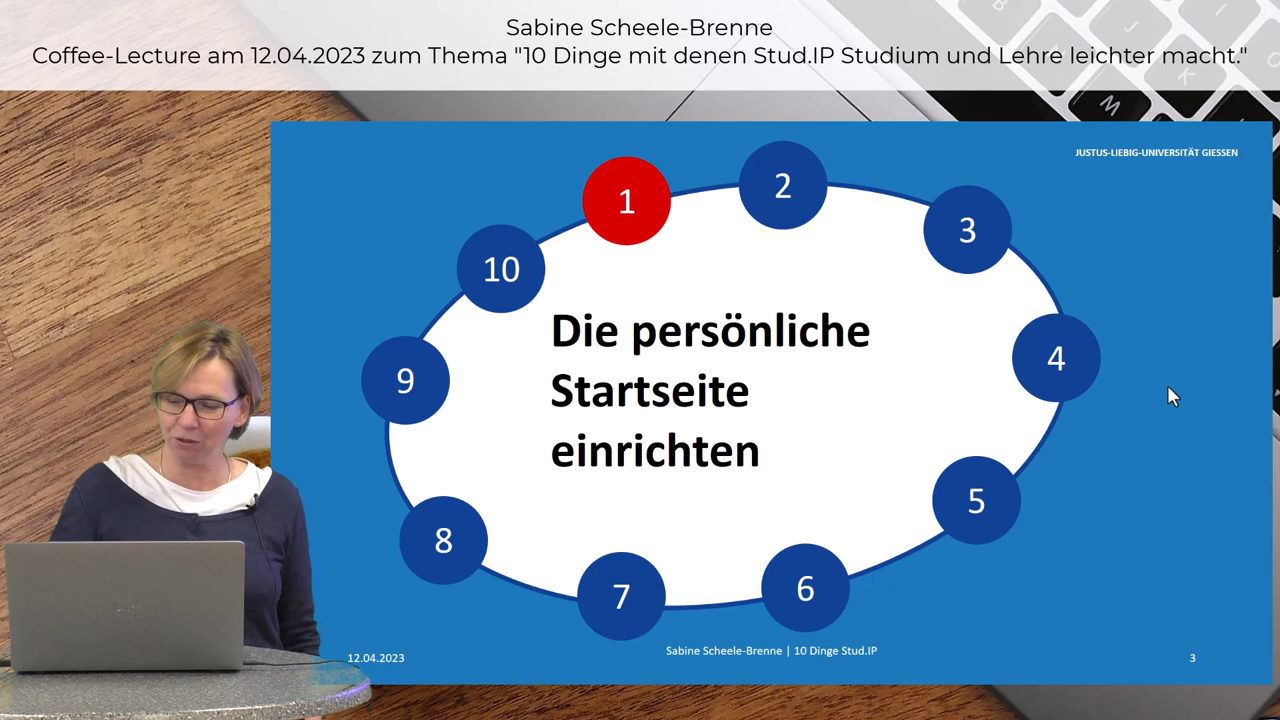 Sabine Scheele-Brenne
Coffee-Lecture am 12.04.2023 zum Thema "10 Dinge mit denen Stud.IP Studium und Lehre leichter macht."
JUSTUS-LIEBIG-UNIVERSITÄT GIESSEN
1
2
3
4
5
6
7
8
9
10
Die persönliche
Startseite
einrichten
12.04.2023
Sabine Scheele-Brenne | 10 Dinge Stud.IP
3